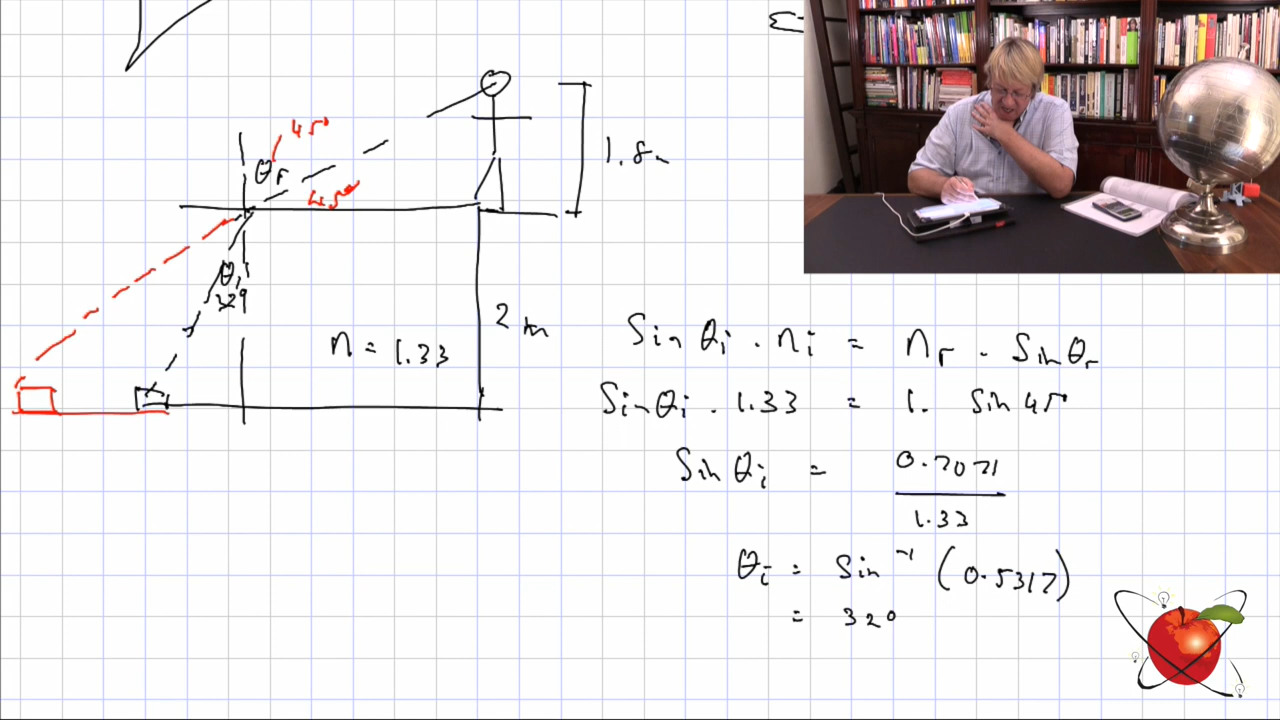 45°
θr
45°
1.8m
θi
32°
2m
n = 1.33
Sin θi . ni = nr . Sin θr
Sin θi . 1.33 = 1. Sin 45°
Sin θi = 0.7071
1.33
θi = Sin⁻¹ (0.5317)
= 32°